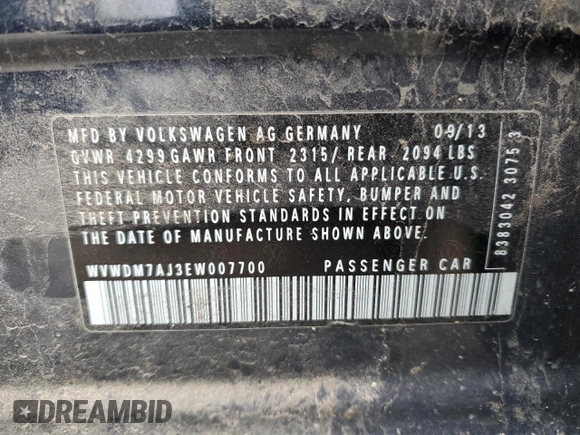 MFD BY VOLKSWAGEN AG GERMANY 09/13
GVWR 4299 GAWR FRONT 2315/ REAR 2094 LBS
THIS VEHICLE CONFORMS TO ALL APPLICABLE U.S.
FEDERAL MOTOR VEHICLE SAFETY, BUMPER AND
THEFT PREVENTION STANDARDS IN EFFECT ON
THE DATE OF MANUFACTURE SHOWN ABOVE.
WVWDM7AJ3EW007700 PASSENGER CAR
8383042 3075 3
DREAMBID